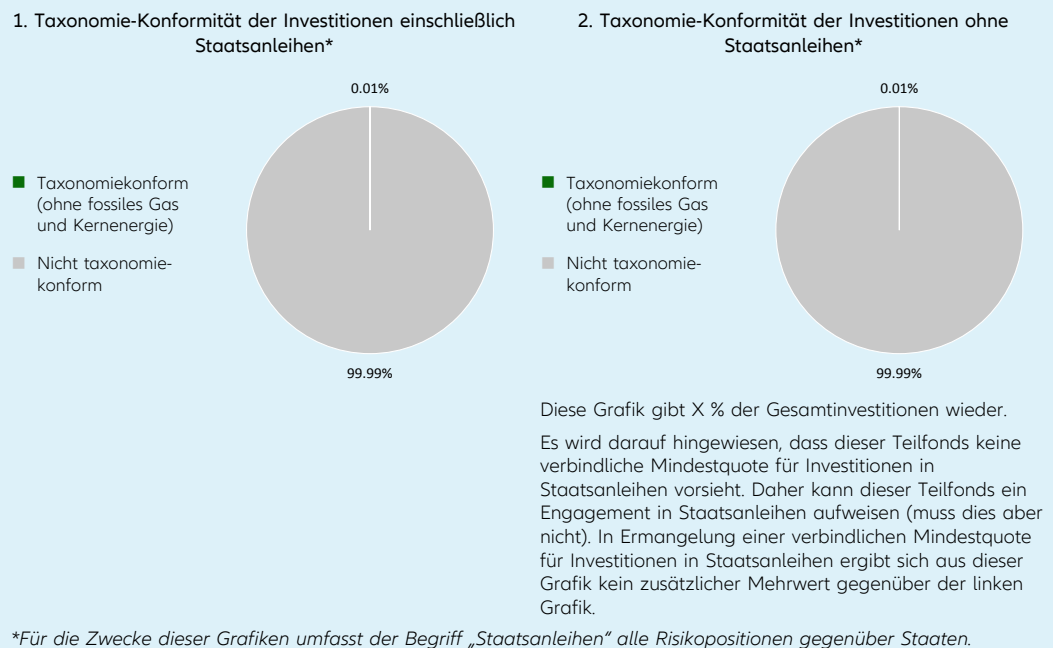 1. Taxonomie-Konformität der Investitionen einschließlich
Staatsanleihen*
0.01%
Taxonomiekonform
(ohne fossiles Gas
und Kernenergie)
Nicht taxonomie-
konform
99.99%
2. Taxonomie-Konformität der Investitionen ohne
Staatsanleihen*
0.01%
Taxonomiekonform
(ohne fossiles Gas
und Kernenergie)
Nicht taxonomie-
konform
99.99%
Diese Grafik gibt X % der Gesamtinvestitionen wieder.
Es wird darauf hingewiesen, dass dieser Teilfonds keine
verbindliche Mindestquote für Investitionen in
Staatsanleihen vorsieht. Daher kann dieser Teilfonds ein
Engagement in Staatsanleihen aufweisen (muss dies aber
nicht). In Ermangelung einer verbindlichen Mindestquote
für Investitionen in Staatsanleihen ergibt sich aus dieser
Grafik kein zusätzlicher Mehrwert gegenüber der linken
Grafik.
*Für die Zwecke dieser Grafiken umfasst der Begriff „Staatsanleihen" alle Risikopositionen gegenüber Staaten.